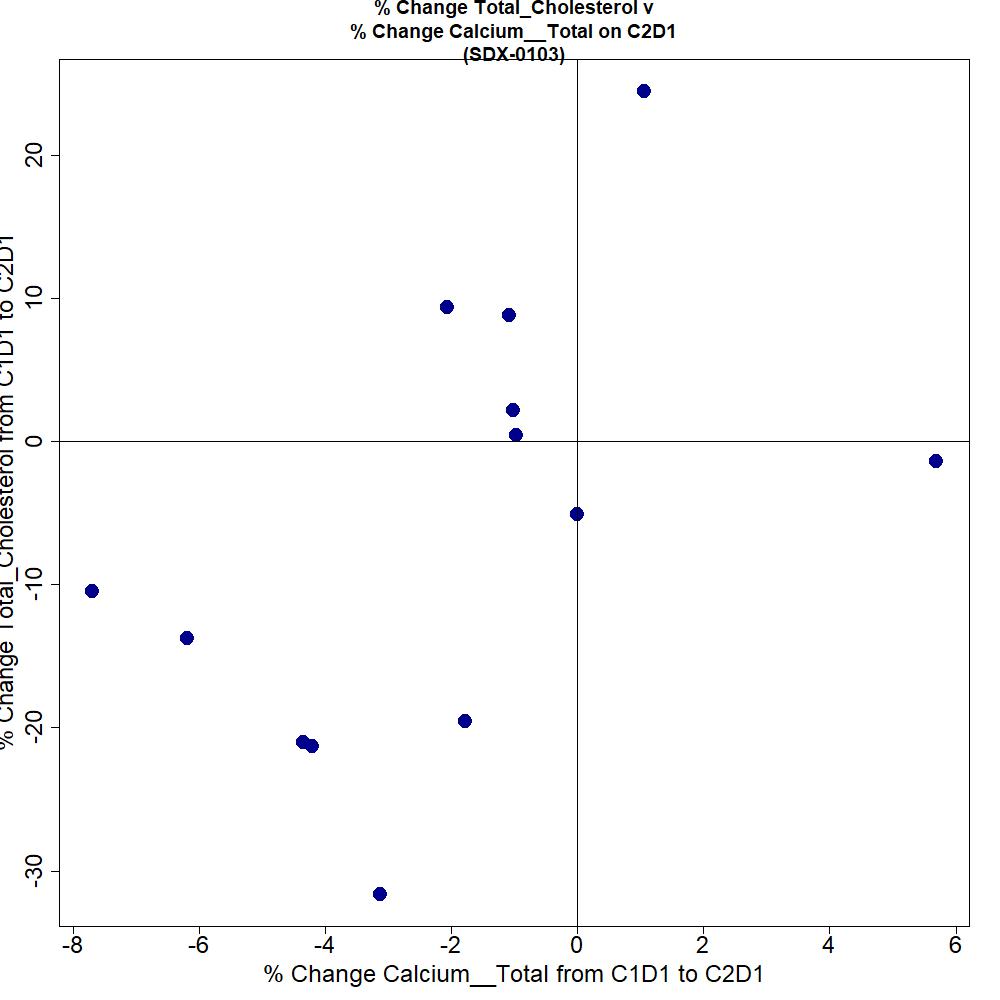 % Change Total_Cholesterol v
% Change Calcium__Total on C2D1
(SDX-0103)
% Change Total_Cholesterol from C1D1 to C2D1
20
10
0
-10
-20
-30
-8 -6 -4 -2 0 2 4 6
% Change Calcium__Total from C1D1 to C2D1